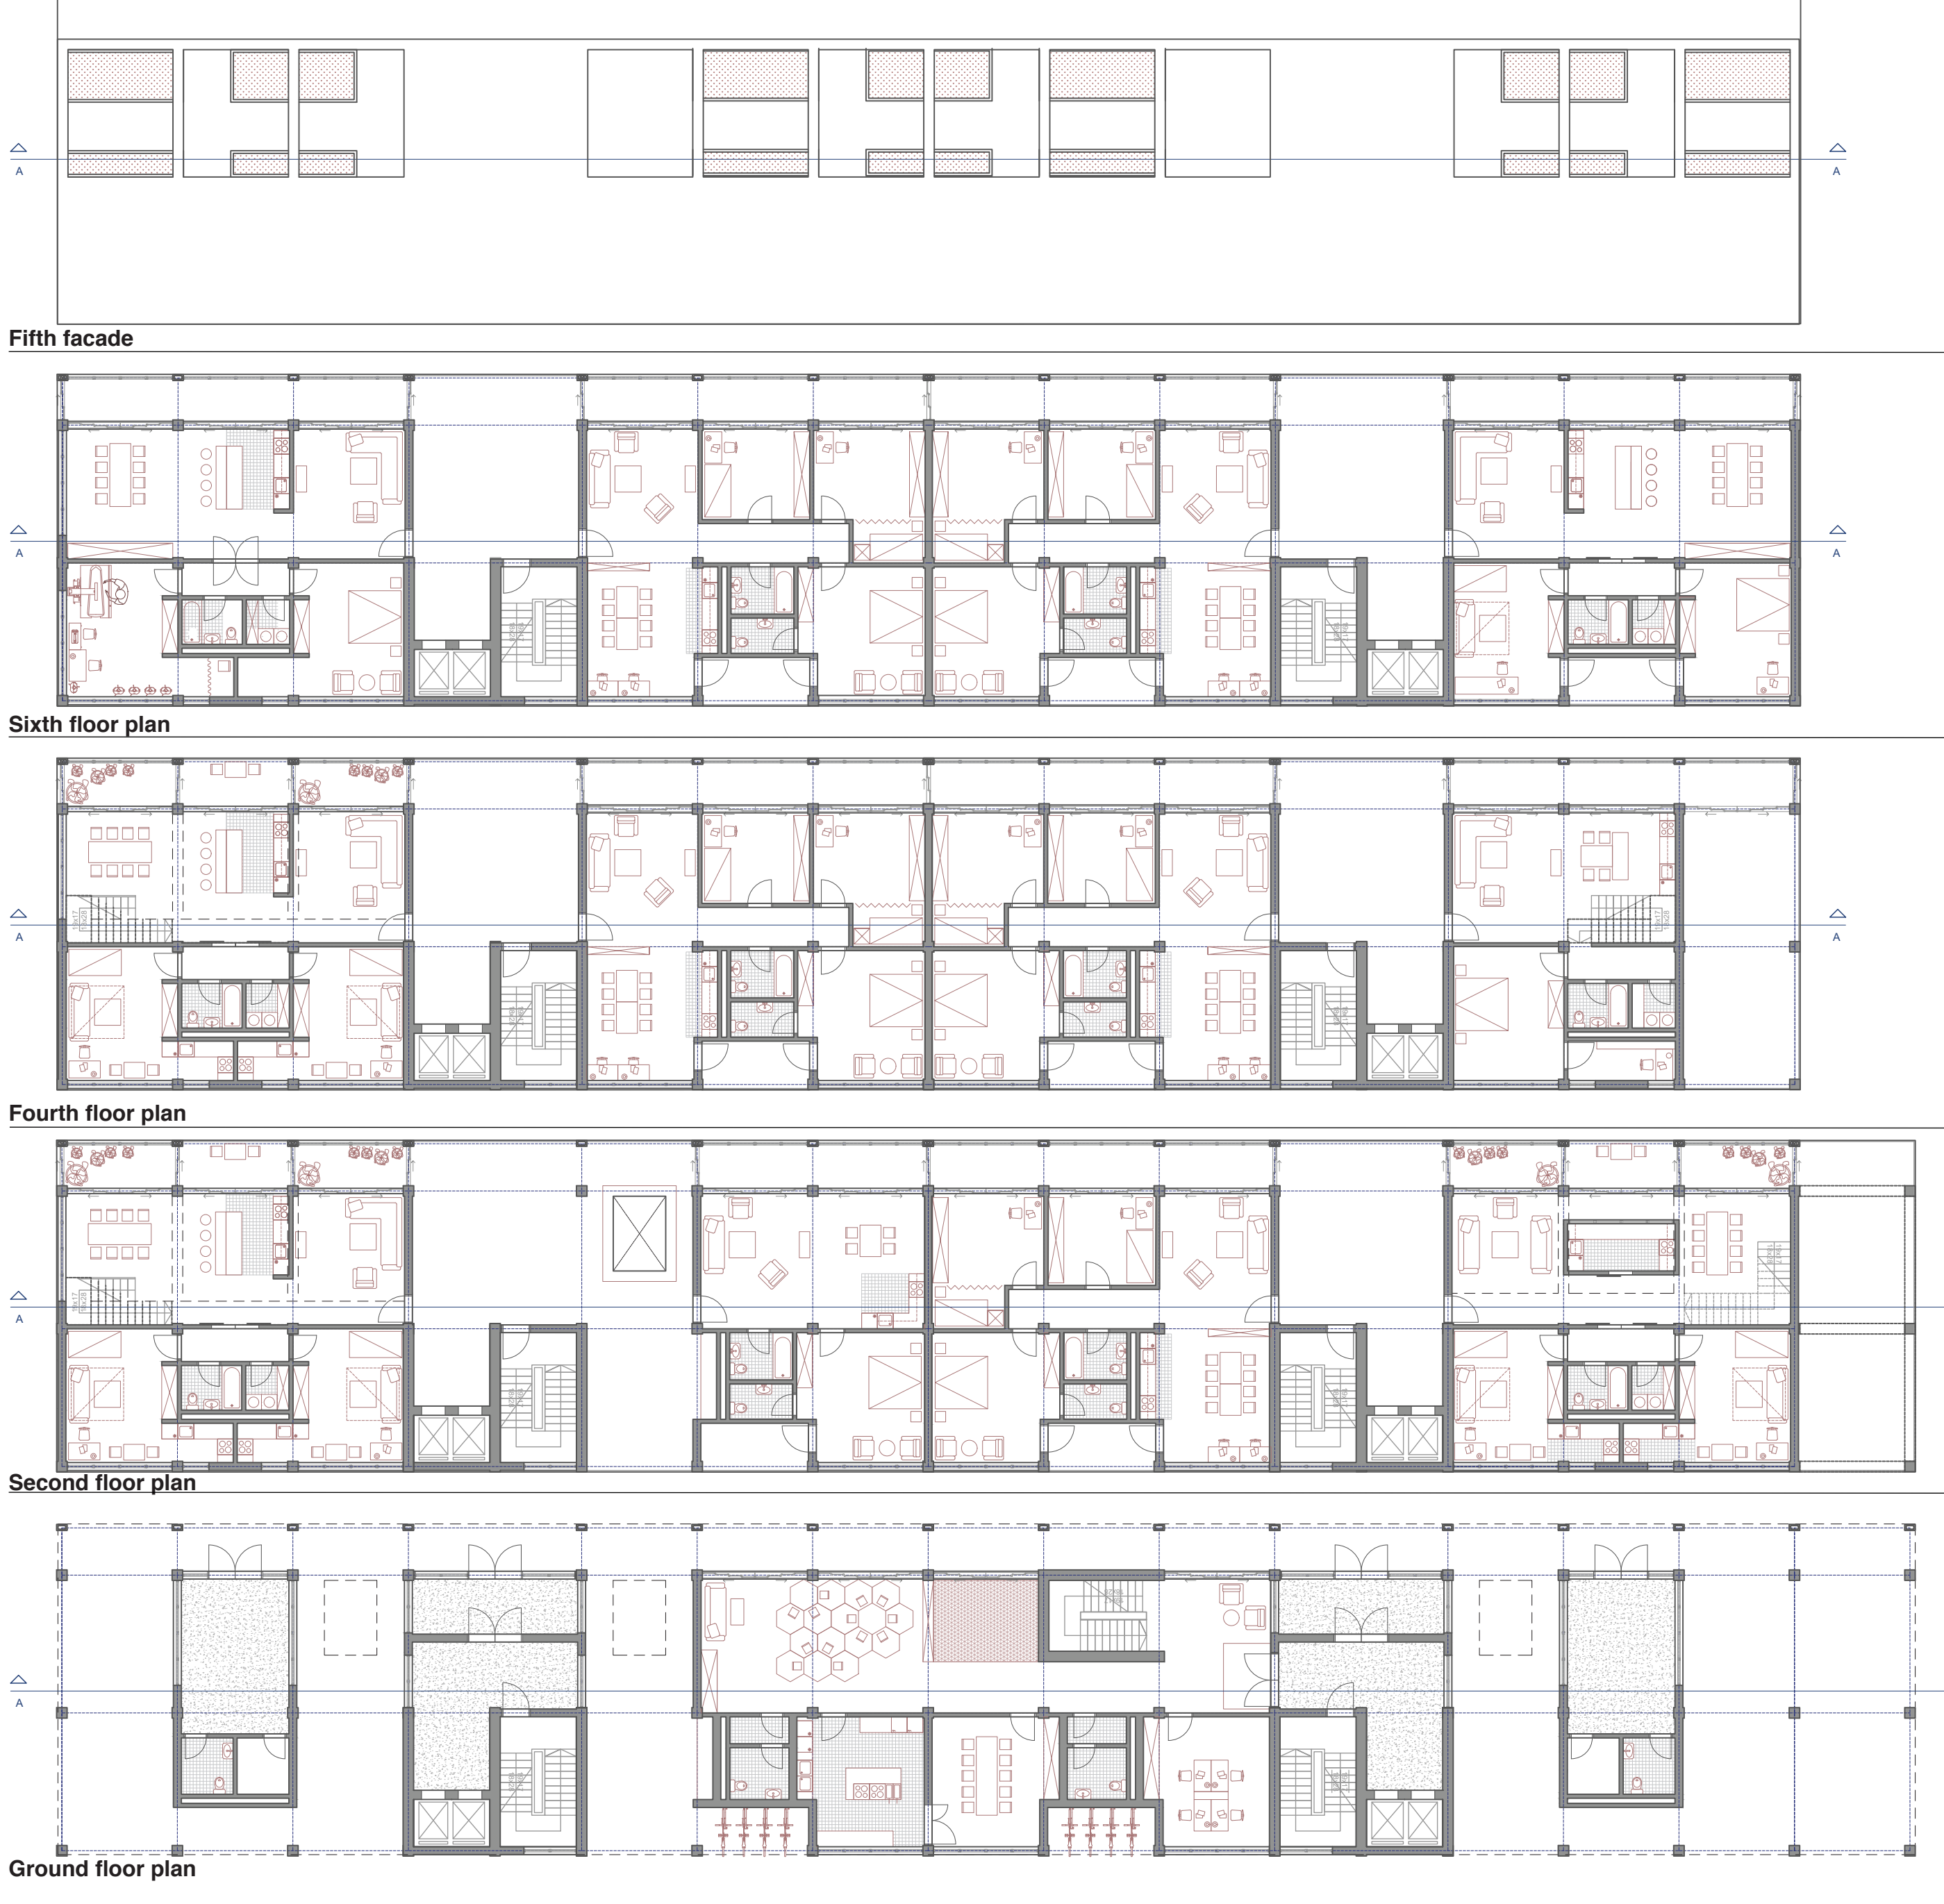 A
A
Fifth facade
A
A
Sixth floor plan
A
A
Fourth floor plan
A
Second floor plan
A
Ground floor plan